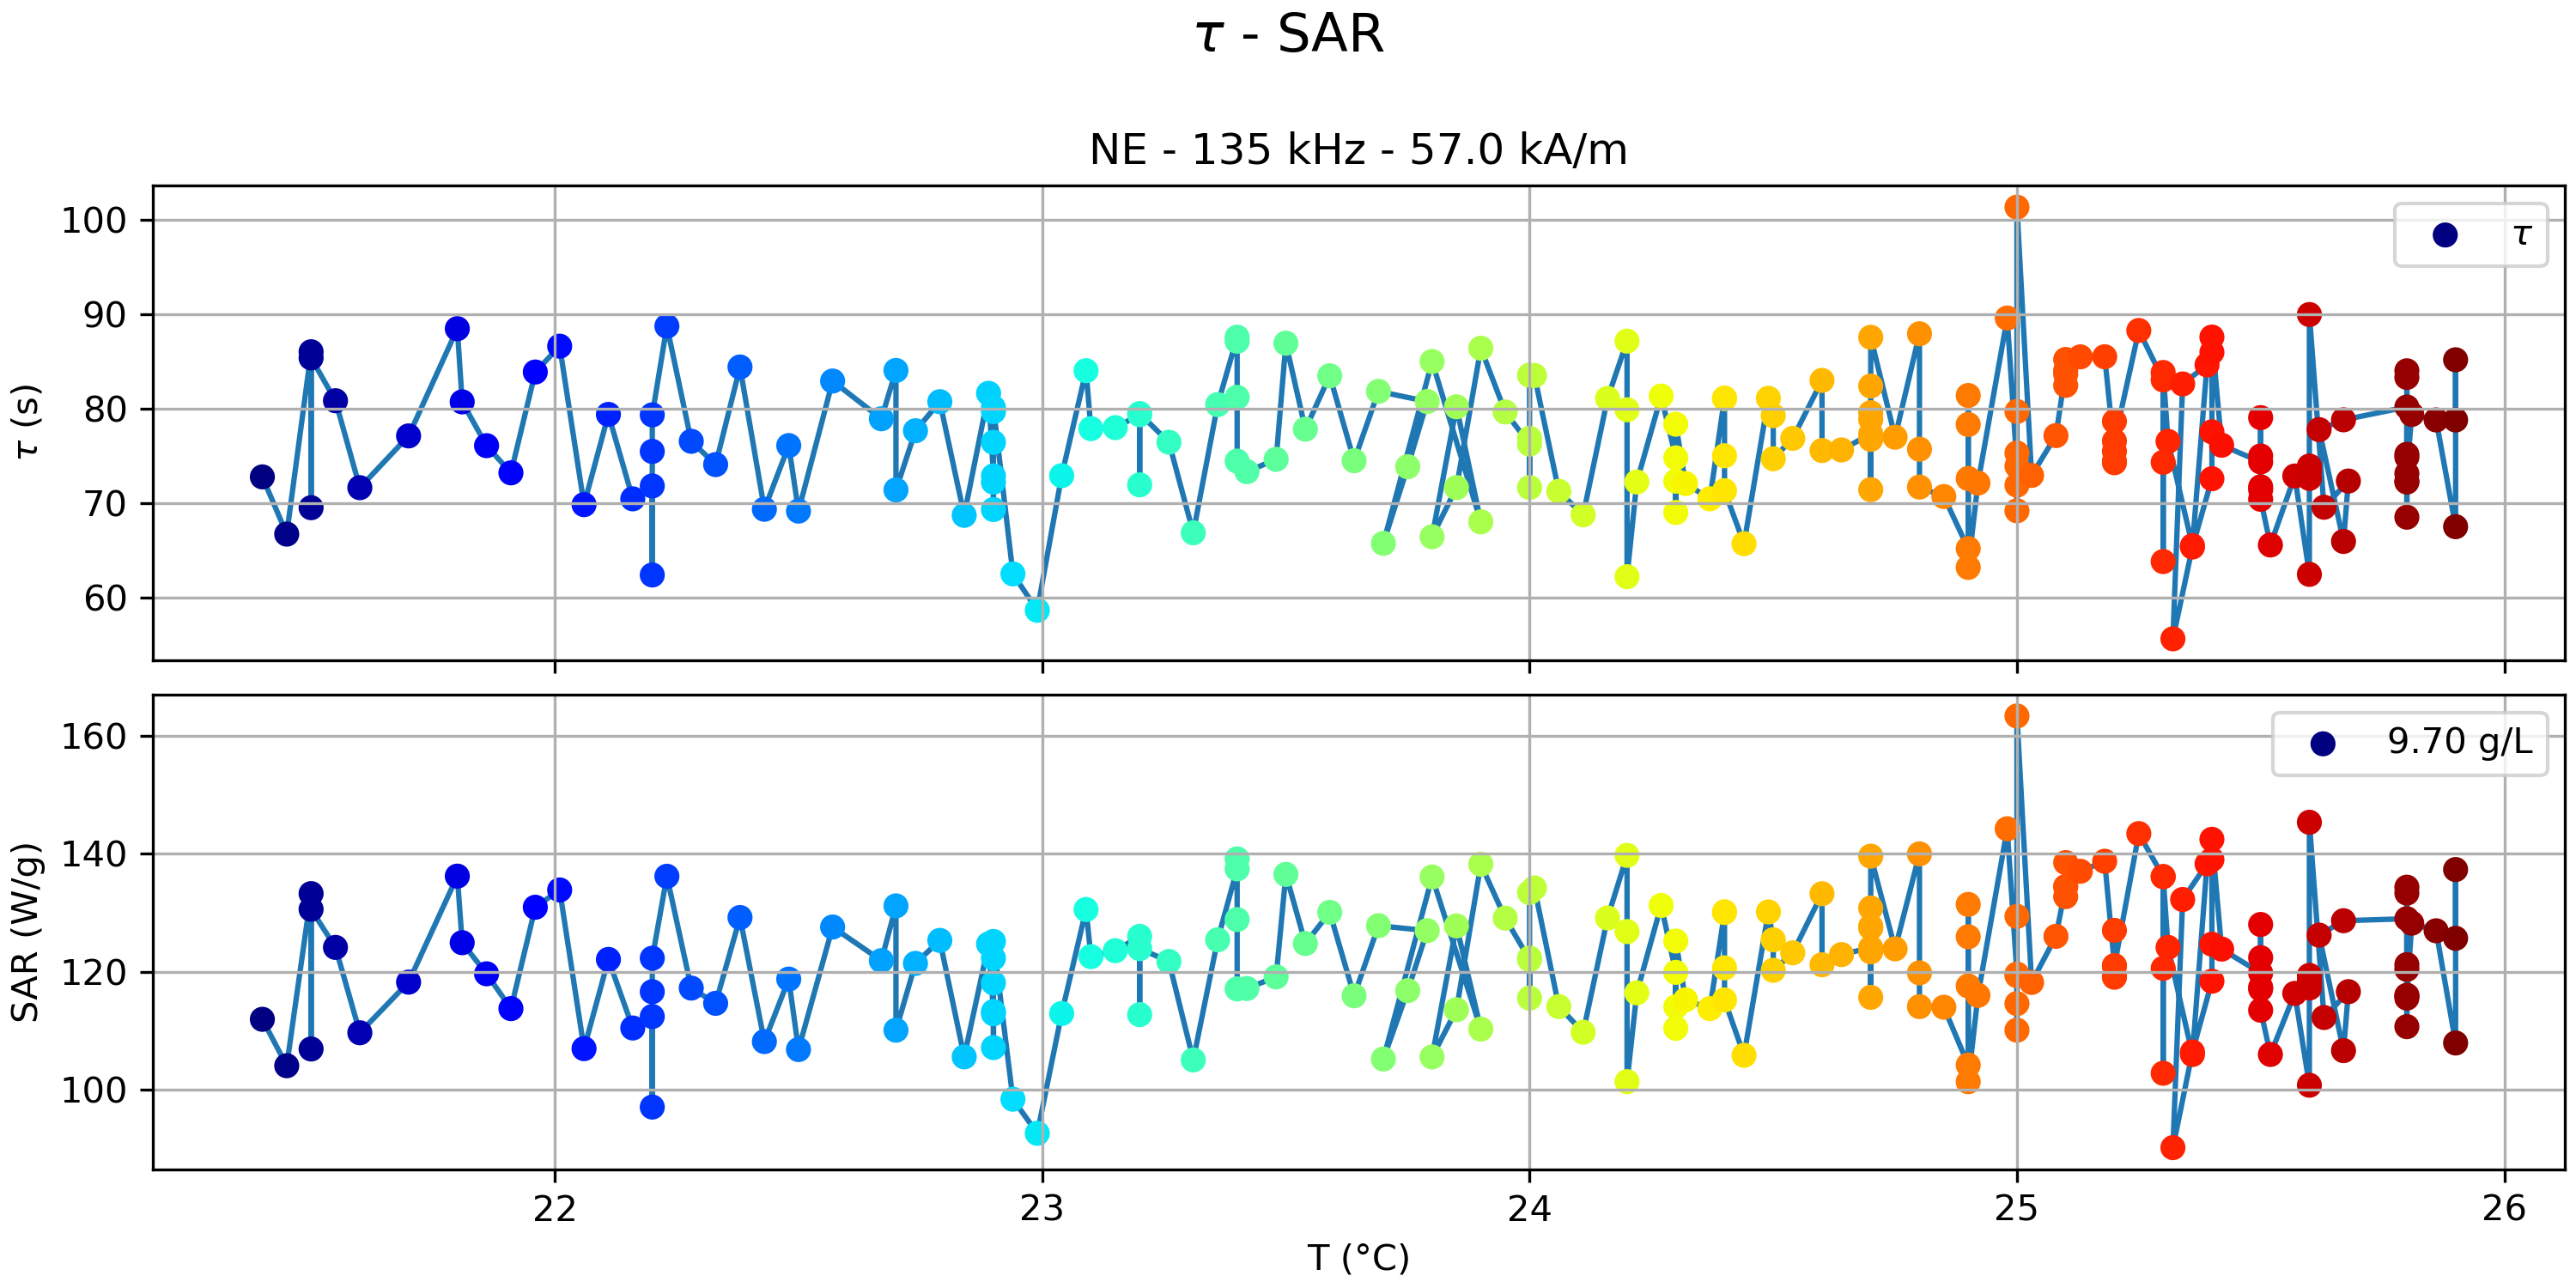 τ - SAR
NE - 135 kHz - 57.0 kA/m
100
90
80
70
60
τ (s)
τ
160
140
120
100
SAR (W/g)
9.70 g/L
22
23
24
25
26
T (°C)